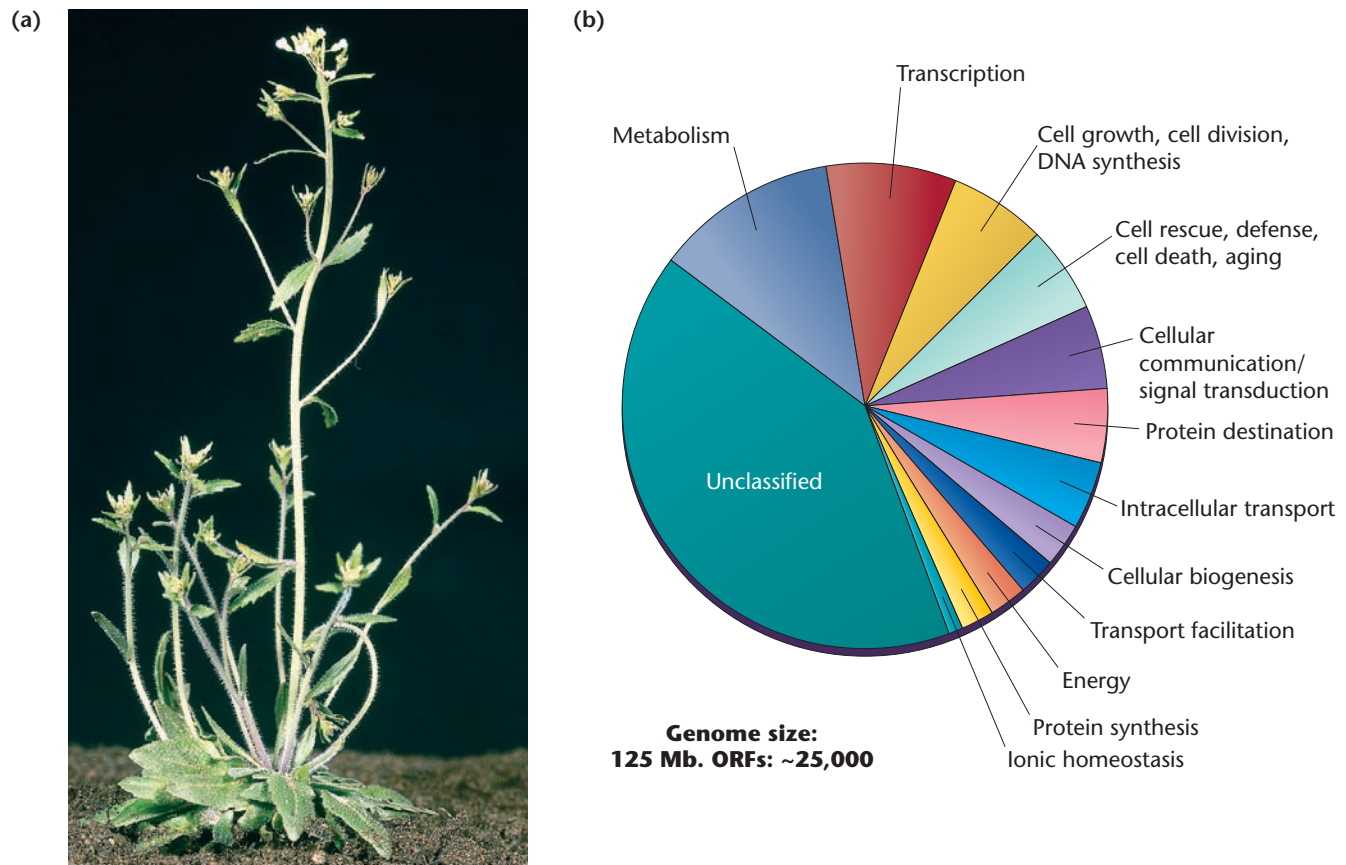 (a)
(b)
Transcription
Metabolism
Cell growth, cell division,
DNA synthesis
Cell rescue, defense,
cell death, aging
Cellular
communication/
signal transduction
Protein destination
Unclassified
Intracellular transport
Cellular biogenesis
Transport facilitation
Energy
Protein synthesis
Ionic homeostasis
Genome size:
125 Mb. ORFs: ~25,000